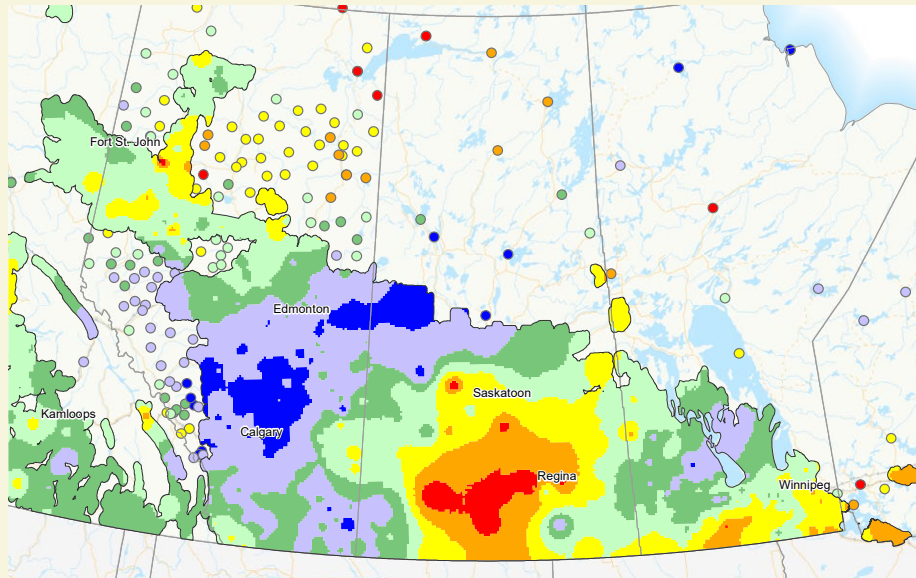 Fort St. John
Edmonton
Saskatoon
Kamloops
Calgary
Regina
Winnipeg